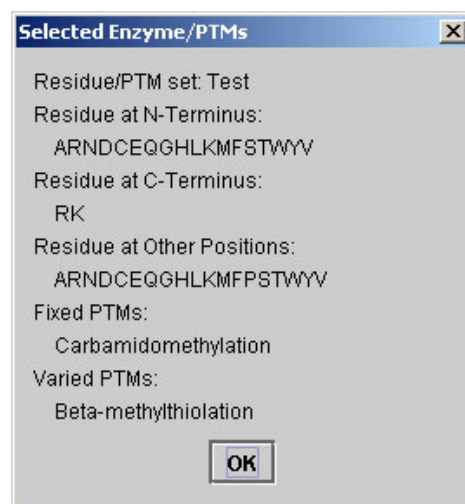 Selected Enzyme/PTMs
Residue/PTM set: Test
Residue at N-Terminus:
ARNDCEQGHLKMFSTWYV
Residue at C-Terminus:
RK
Residue at Other Positions:
ARNDCEQGHLKMFPSTWYV
Fixed PTMs:
Carbamidomethylation
Varied PTMs:
Beta-methylthiolation
OK